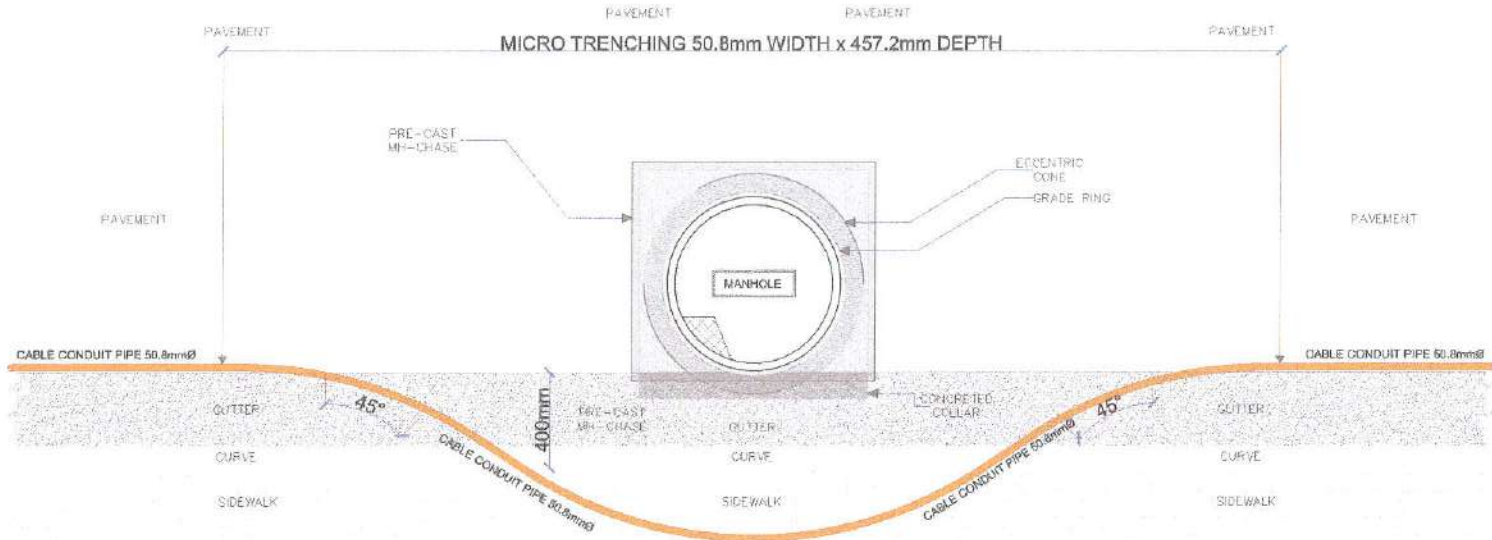 PAVEMENT
PAVEMENT
PAVEMENT
PAVEMENT
MICRO TRENCHING 50.8mm WIDTH x 457.2mm DEPTH
PRE-CAST
MH-CHASE
ECCENTRIC
CONE
GRADE RING
PAVEMENT
PAVEMENT
MANHOLE
CABLE CONDUIT PIPE 50.8mmØ
CABLE CONDUIT PIPE 50.8mmØ
GUTTER
45°
400mm
PRE-CAST
MH-CHASE
GUTTER
CONCRETED
COLLAR
45°
GUTTER
CURVE
CABLE CONDUIT PIPE 50.8mmØ
CURVE
CABLE CONDUIT PIPE 50.8mmØ
CURVE
SIDEWALK
SIDEWALK
SIDEWALK